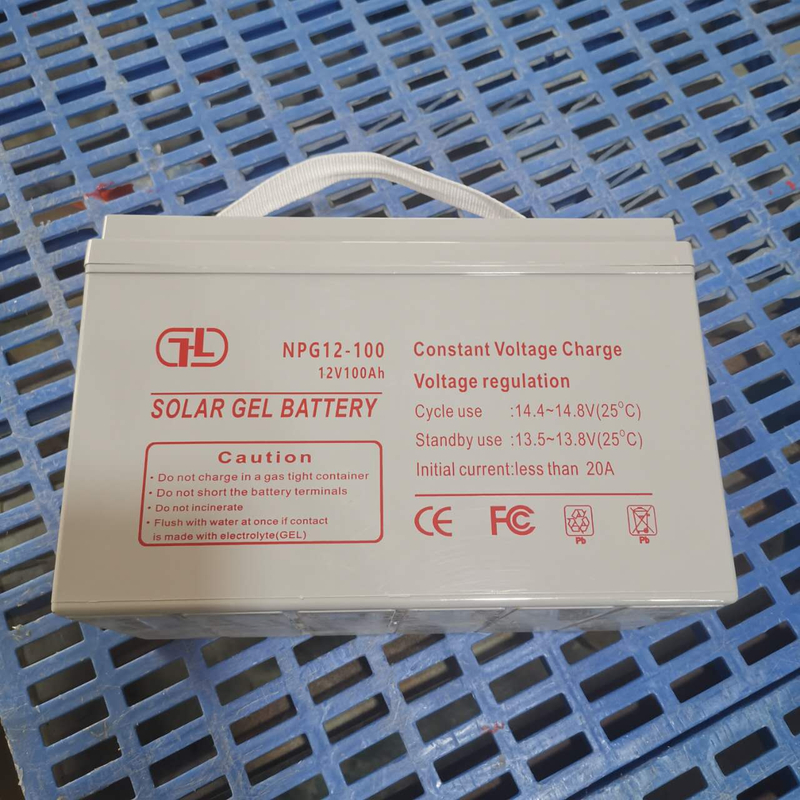 NPG12-100
12V100Ah
SOLAR GEL BATTERY
Caution
• Do not charge in a gas tight container
• Do not short the battery terminals
• Do not incinerate
• Flush with water at once if contact
is made with electrolyte(GEL)
Constant Voltage Charge
Voltage regulation
Cycle use :14.4~14.8V(25°C)
Standby use :13.5~13.8V(25°C)
Initial current:less than 20A
CE FC
Pb Pb